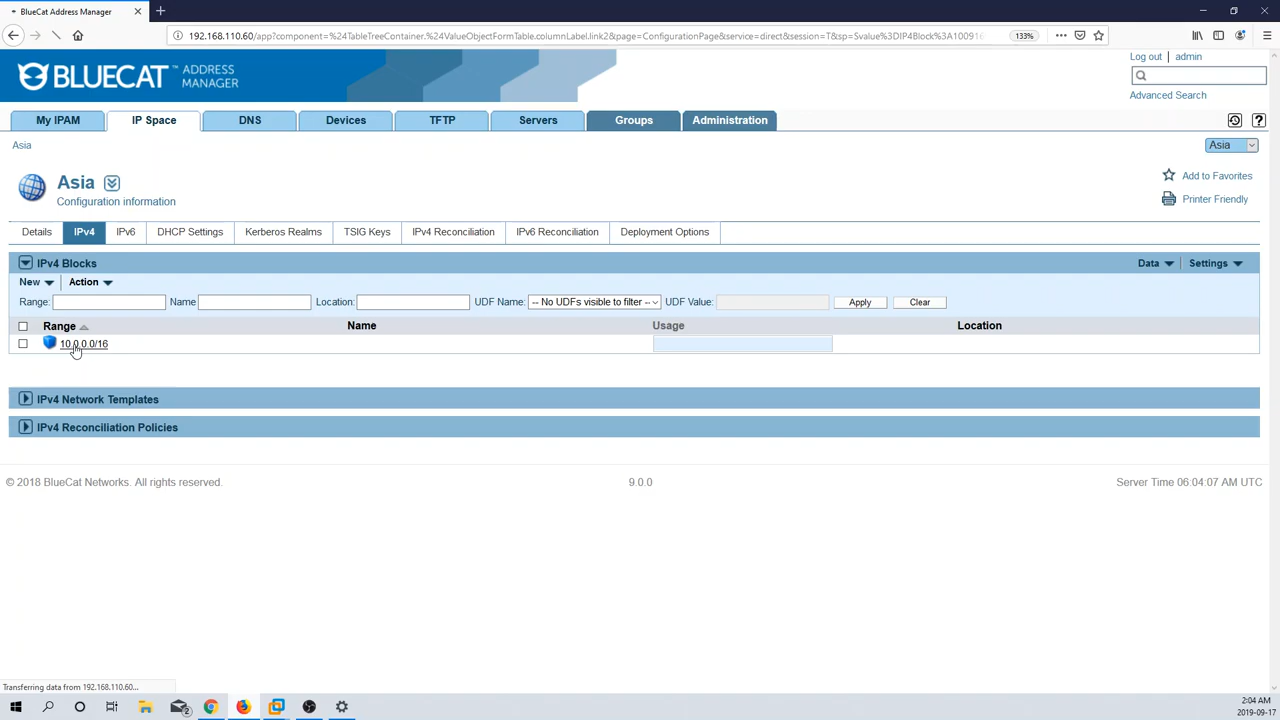 BlueCat Address Manager
192.168.110.60/app?component=%24TableTreeContainer.%24ValueObjectFormTable.columnLabel.link2&page=ConfigurationPage&service=direct&session=T&sp=Svalue%3DIP4Block%3A100916
133%
BLUECAT™ ADDRESS MANAGER
Log out | admin
Advanced Search
My IPAM IP Space DNS Devices TFTP Servers Groups Administration
Asia
Asia
Asia
Configuration information
Add to Favorites
Printer Friendly
Details IPv4 IPv6 DHCP Settings Kerberos Realms TSIG Keys IPv4 Reconciliation IPv6 Reconciliation Deployment Options
IPv4 Blocks Data Settings
New Action
Range: Name Location: UDF Name: -- No UDFs visible to filter -- UDF Value: Apply Clear
Range Name Usage Location
10.0.0.0/16
IPv4 Network Templates
IPv4 Reconciliation Policies
© 2018 BlueCat Networks. All rights reserved. 9.0.0 Server Time 06:04:07 AM UTC
Transferring data from 192.168.110.60...
2
2:04 AM
2019-09-17